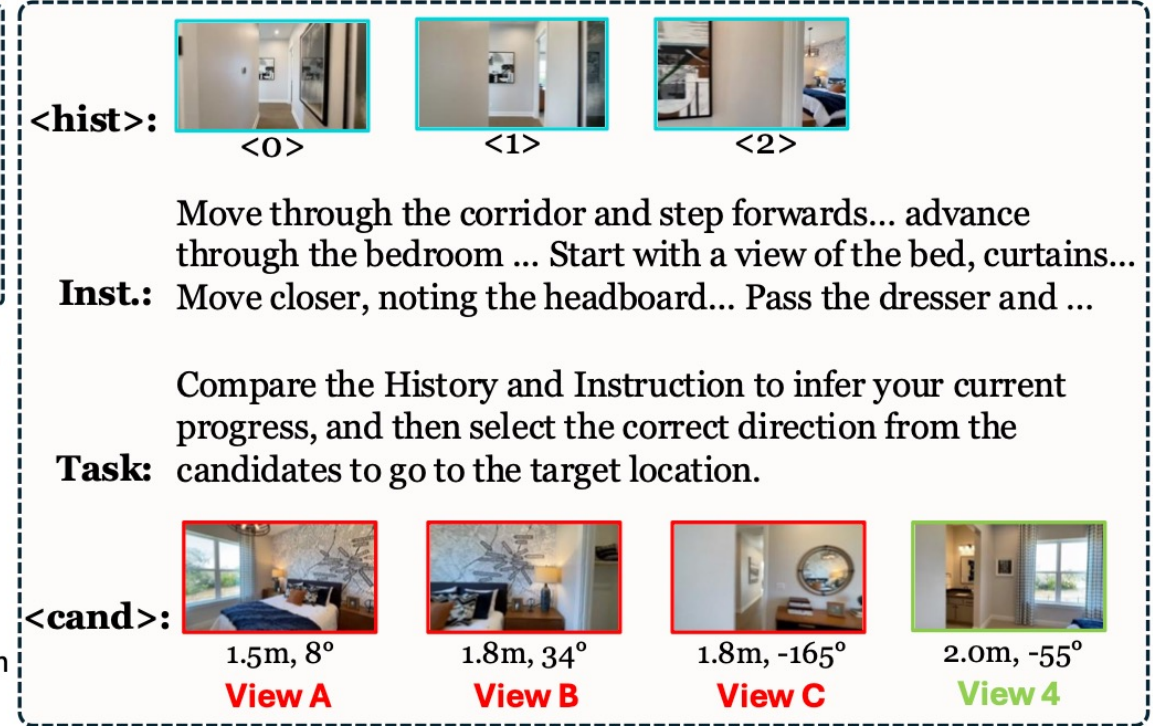 <hist>:
<0> <1> <2>
Move through the corridor and step forwards... advance
through the bedroom ... Start with a view of the bed, curtains...
Inst.: Move closer, noting the headboard... Pass the dresser and ...
Compare the History and Instruction to infer your current
progress, and then select the correct direction from the
Task: candidates to go to the target location.
<cand>:
1.5m, 8° 1.8m, 34° 1.8m, -165° 2.0m, -55°
View A View B View C View 4